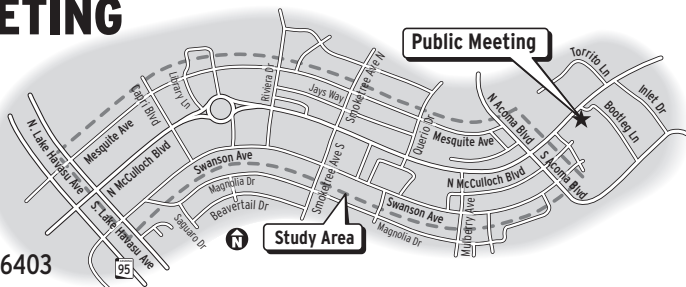 ETING
Public Meeting
Torrito Ln
Inlet Dr
Bootleg Ln
N Acoma Blvd
S Acoma Blvd
Smoketree Ave N
Riviera Dr
Jays Way
Library Ln
Capri Blvd
Querio Dr
Mesquite Ave
Mesquite Ave
N McCulloch Blvd
N McCulloch Blvd
N. Lake Havasu Ave
S. Lake Havasu Ave
Swanson Ave
Swanson Ave
Magnolia Dr
Magnolia Dr
Beavertail Dr
Saguaro Dr
Smoketree Ave S
Mulberry Ave
N
Study Area
6403
95